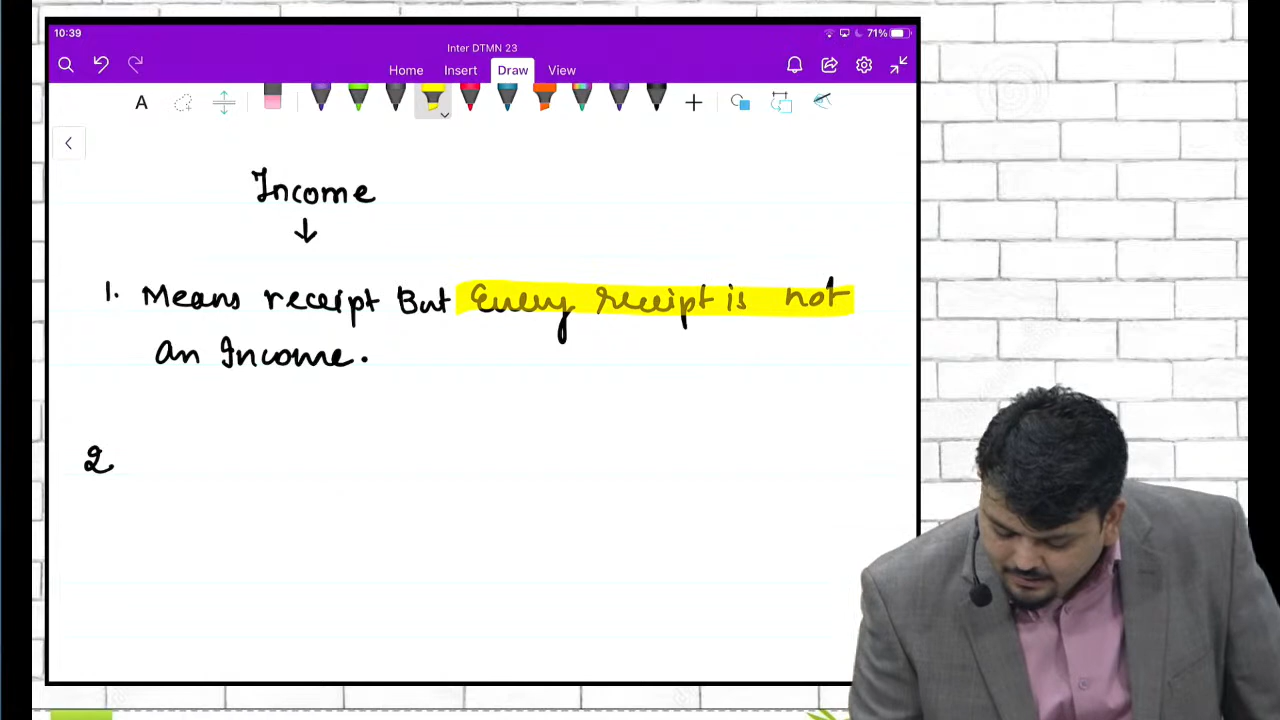 10:39
71%
Inter DTMN 23
Home Insert Draw View
A
Income
↓
1. Means receipt But Every receipt is not
an Income.
2